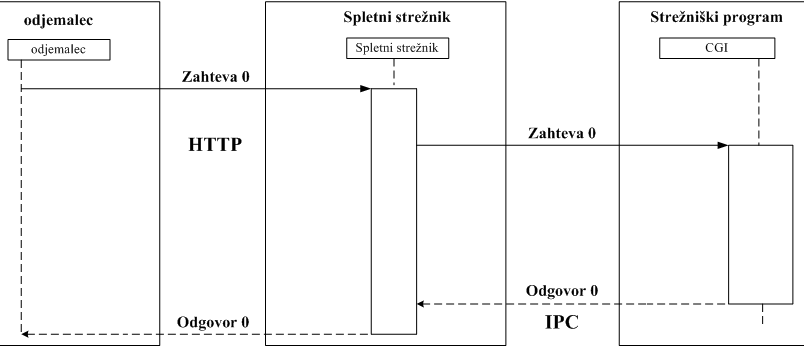 odjemalec
Spletni strežnik
Strežniški program
odjemalec
Spletni strežnik
CGI
Zahteva 0
HTTP
Zahteva 0
Odgovor 0
IPC
Odgovor 0